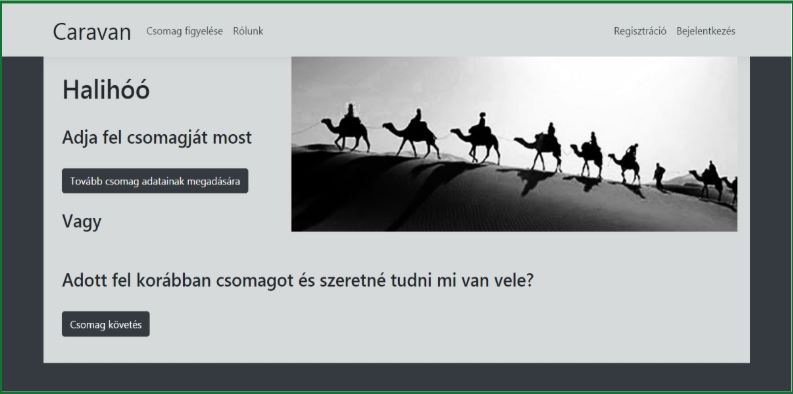 Caravan Csomag figyelése Rólunk Regisztráció Bejelentkezés
Halihóó
Adja fel csomagját most
Tovább csomag adatainak megadására
Vagy
Adott fel korábban csomagot és szeretné tudni mi van vele?
Csomag követés